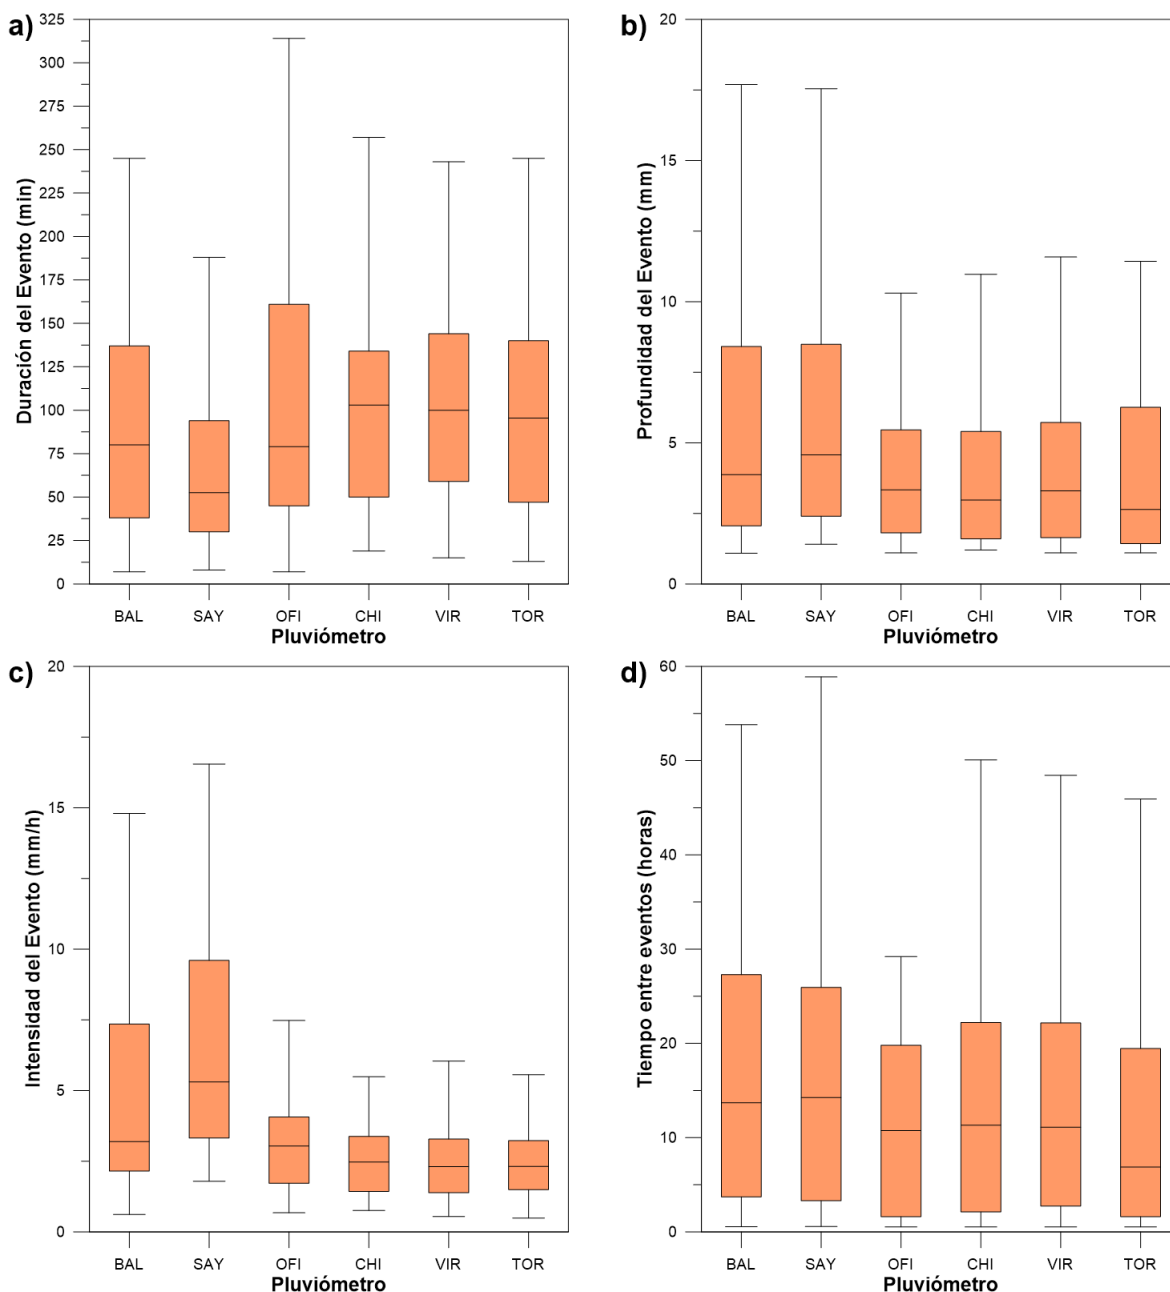 a)
Duración del Evento (min)
325
300
275
250
225
200
175
150
125
100
75
50
25
0
BAL SAY OFI CHI VIR TOR
Pluviómetro
b)
Profundidad del Evento (mm)
20
15
10
5
0
BAL SAY OFI CHI VIR TOR
Pluviómetro
c)
Intensidad del Evento (mm/h)
20
15
10
5
0
BAL SAY OFI CHI VIR TOR
Pluviómetro
d)
Tiempo entre eventos (horas)
60
50
40
30
20
10
0
BAL SAY OFI CHI VIR TOR
Pluviómetro